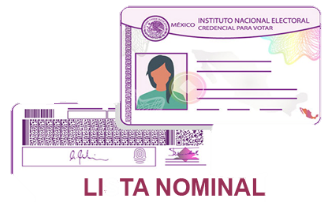 MÉXICO
INSTITUTO NACIONAL ELECTORAL
CREDENCIAL PARA VOTAR
LI TA NOMINAL